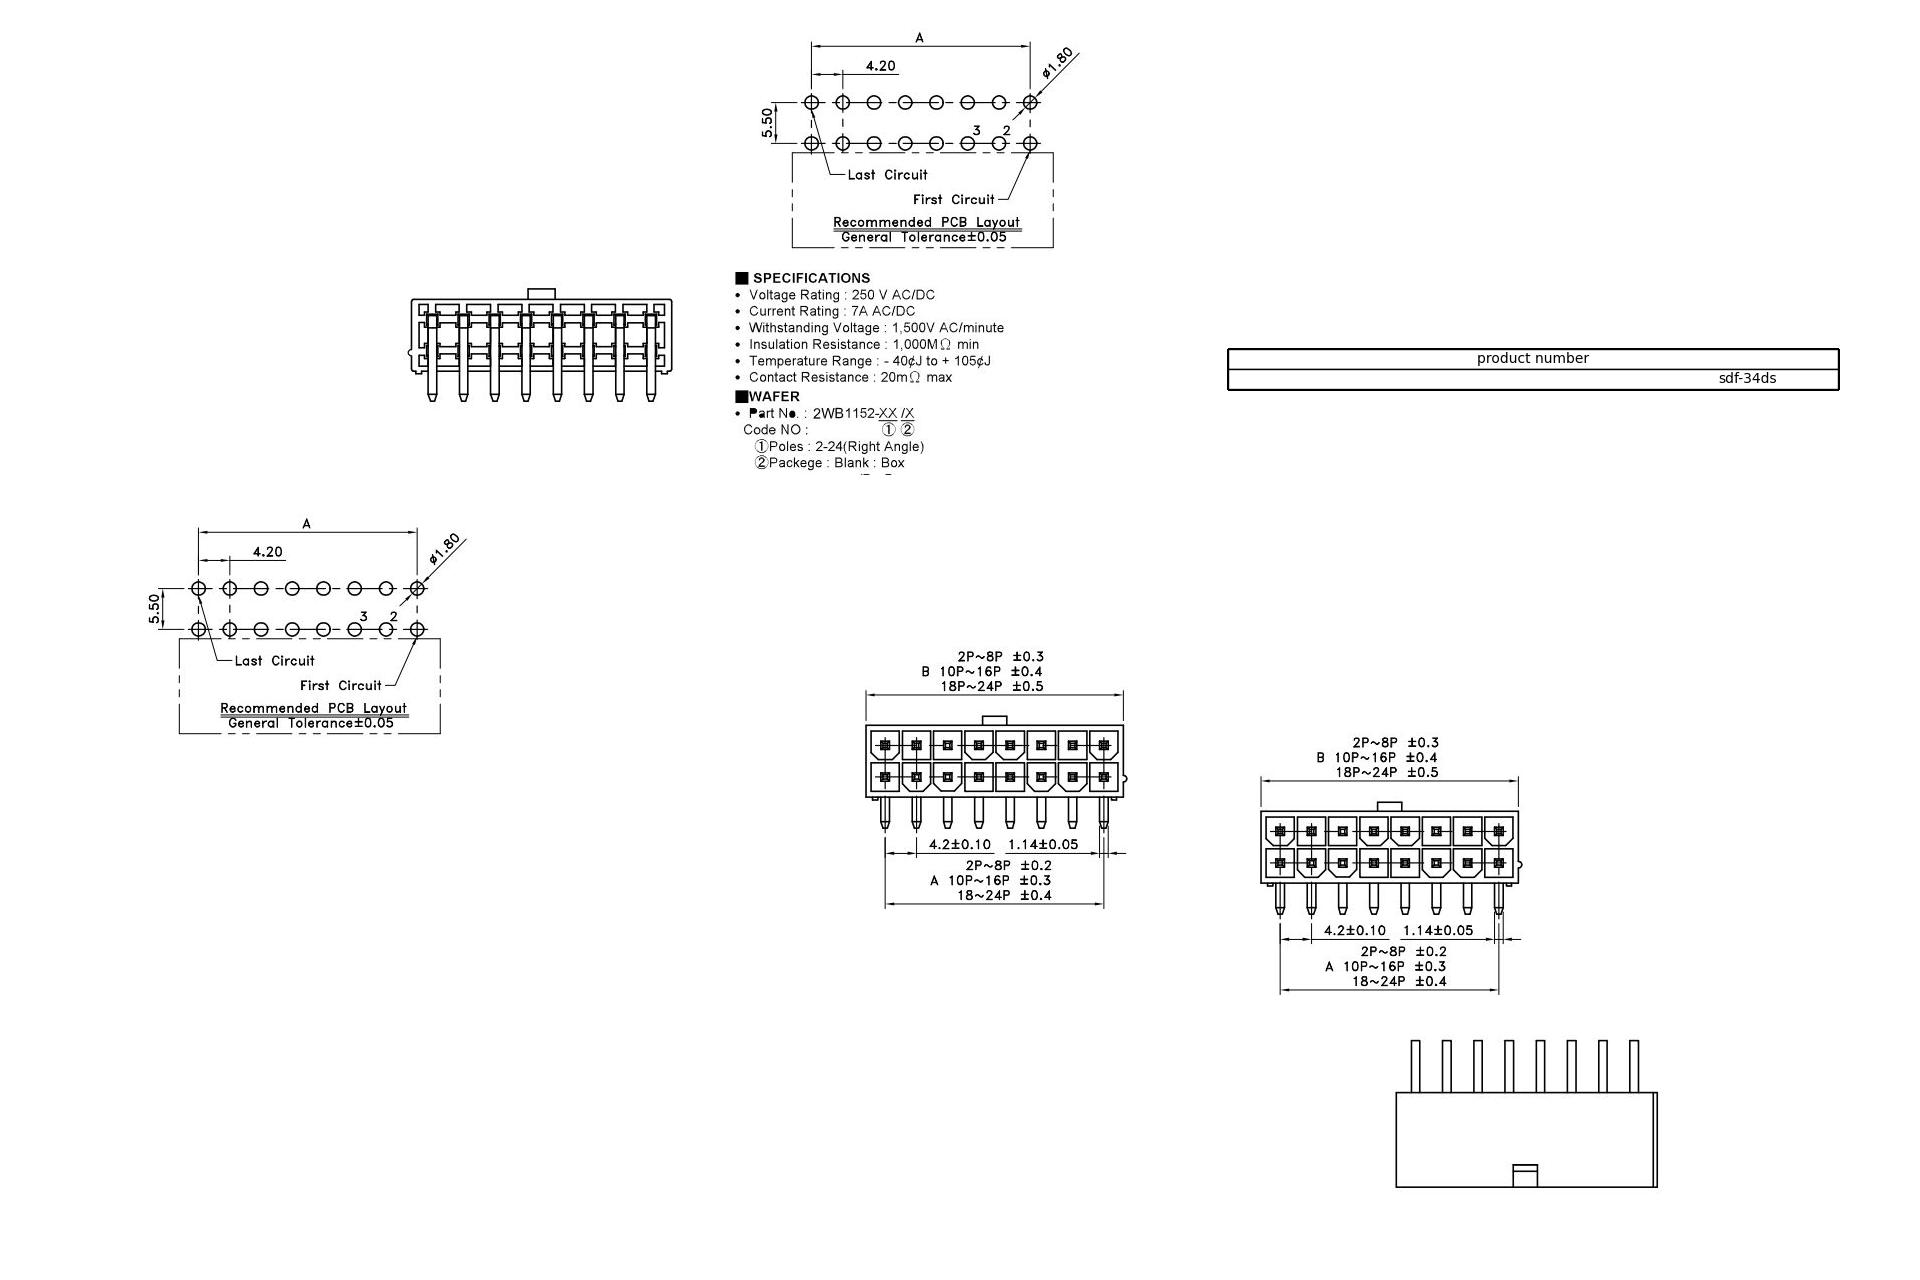 A
4.20
ø1.80
5.50
3 2
Last Circuit
First Circuit
Recommended PCB Layout
General Tolerance±0.05
■ SPECIFICATIONS
• Voltage Rating : 250 V AC/DC
• Current Rating : 7A AC/DC
• Withstanding Voltage : 1,500V AC/minute
• Insulation Resistance : 1,000MΩ min
• Temperature Range : - 40¢J to + 105¢J
• Contact Resistance : 20mΩ max
■WAFER
• Part No. : 2WB1152-XX /X
Code NO : ① ②
①Poles : 2-24(Right Angle)
②Packege : Blank : Box
product number
sdf-34ds
A
4.20
ø1.80
5.50
3 2
Last Circuit
First Circuit
Recommended PCB Layout
General Tolerance±0.05
2P~8P ±0.3
B 10P~16P ±0.4
18P~24P ±0.5
4.2±0.10 1.14±0.05
2P~8P ±0.2
A 10P~16P ±0.3
18~24P ±0.4
2P~8P ±0.3
B 10P~16P ±0.4
18P~24P ±0.5
4.2±0.10 1.14±0.05
2P~8P ±0.2
A 10P~16P ±0.3
18~24P ±0.4